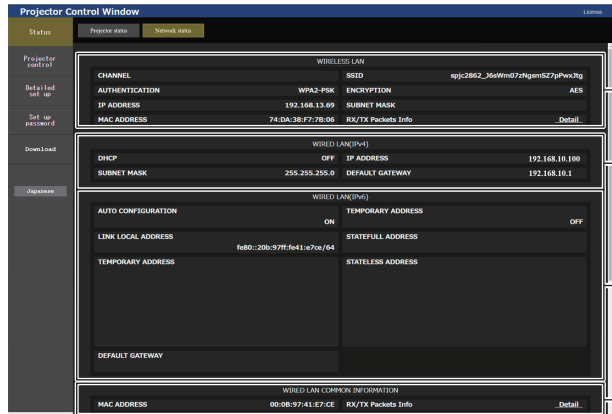 Projector Control Window
License
Status
Projector status
Network status
Projector control
Detailed set up
Set up password
Download
Japanese
WIRELESS LAN
CHANNEL
SSID spjc2862_J6sWm07zNgsmSZ7pPwxJtg
AUTHENTICATION WPA2-PSK ENCRYPTION AES
IP ADDRESS 192.168.13.69 SUBNET MASK
MAC ADDRESS 74:DA:38:F7:7B:06 RX/TX Packets Info Detail
WIRED LAN(IPv4)
DHCP OFF IP ADDRESS 192.168.10.100
SUBNET MASK 255.255.255.0 DEFAULT GATEWAY 192.168.10.1
WIRED LAN(IPv6)
AUTO CONFIGURATION ON TEMPORARY ADDRESS OFF
LINK LOCAL ADDRESS fe80::20b:97ff:fe41:e7ce/64 STATEFULL ADDRESS
TEMPORARY ADDRESS STATELESS ADDRESS
DEFAULT GATEWAY
WIRED LAN COMMON INFORMATION
MAC ADDRESS 00:0B:97:41:E7:CE RX/TX Packets Info Detail